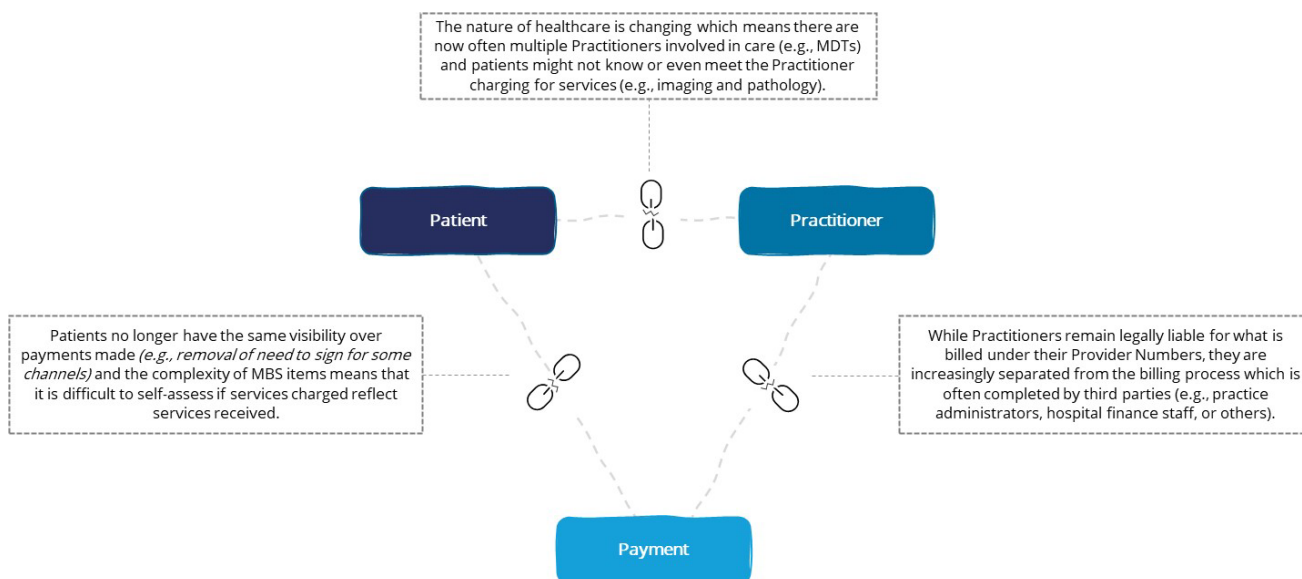 The nature of healthcare is changing which means there are
now often multiple Practitioners involved in care (e.g., MDTs)
and patients might not know or even meet the Practitioner
charging for services (e.g., imaging and pathology).
Patient
Practitioner
Patients no longer have the same visibility over
payments made (e.g., removal of need to sign for some
channels) and the complexity of MBS items means that
it is difficult to self-assess if services charged reflect
services received.
While Practitioners remain legally liable for what is
billed under their Provider Numbers, they are
increasingly separated from the billing process which is
often completed by third parties (e.g., practice
administrators, hospital finance staff, or others).
Payment